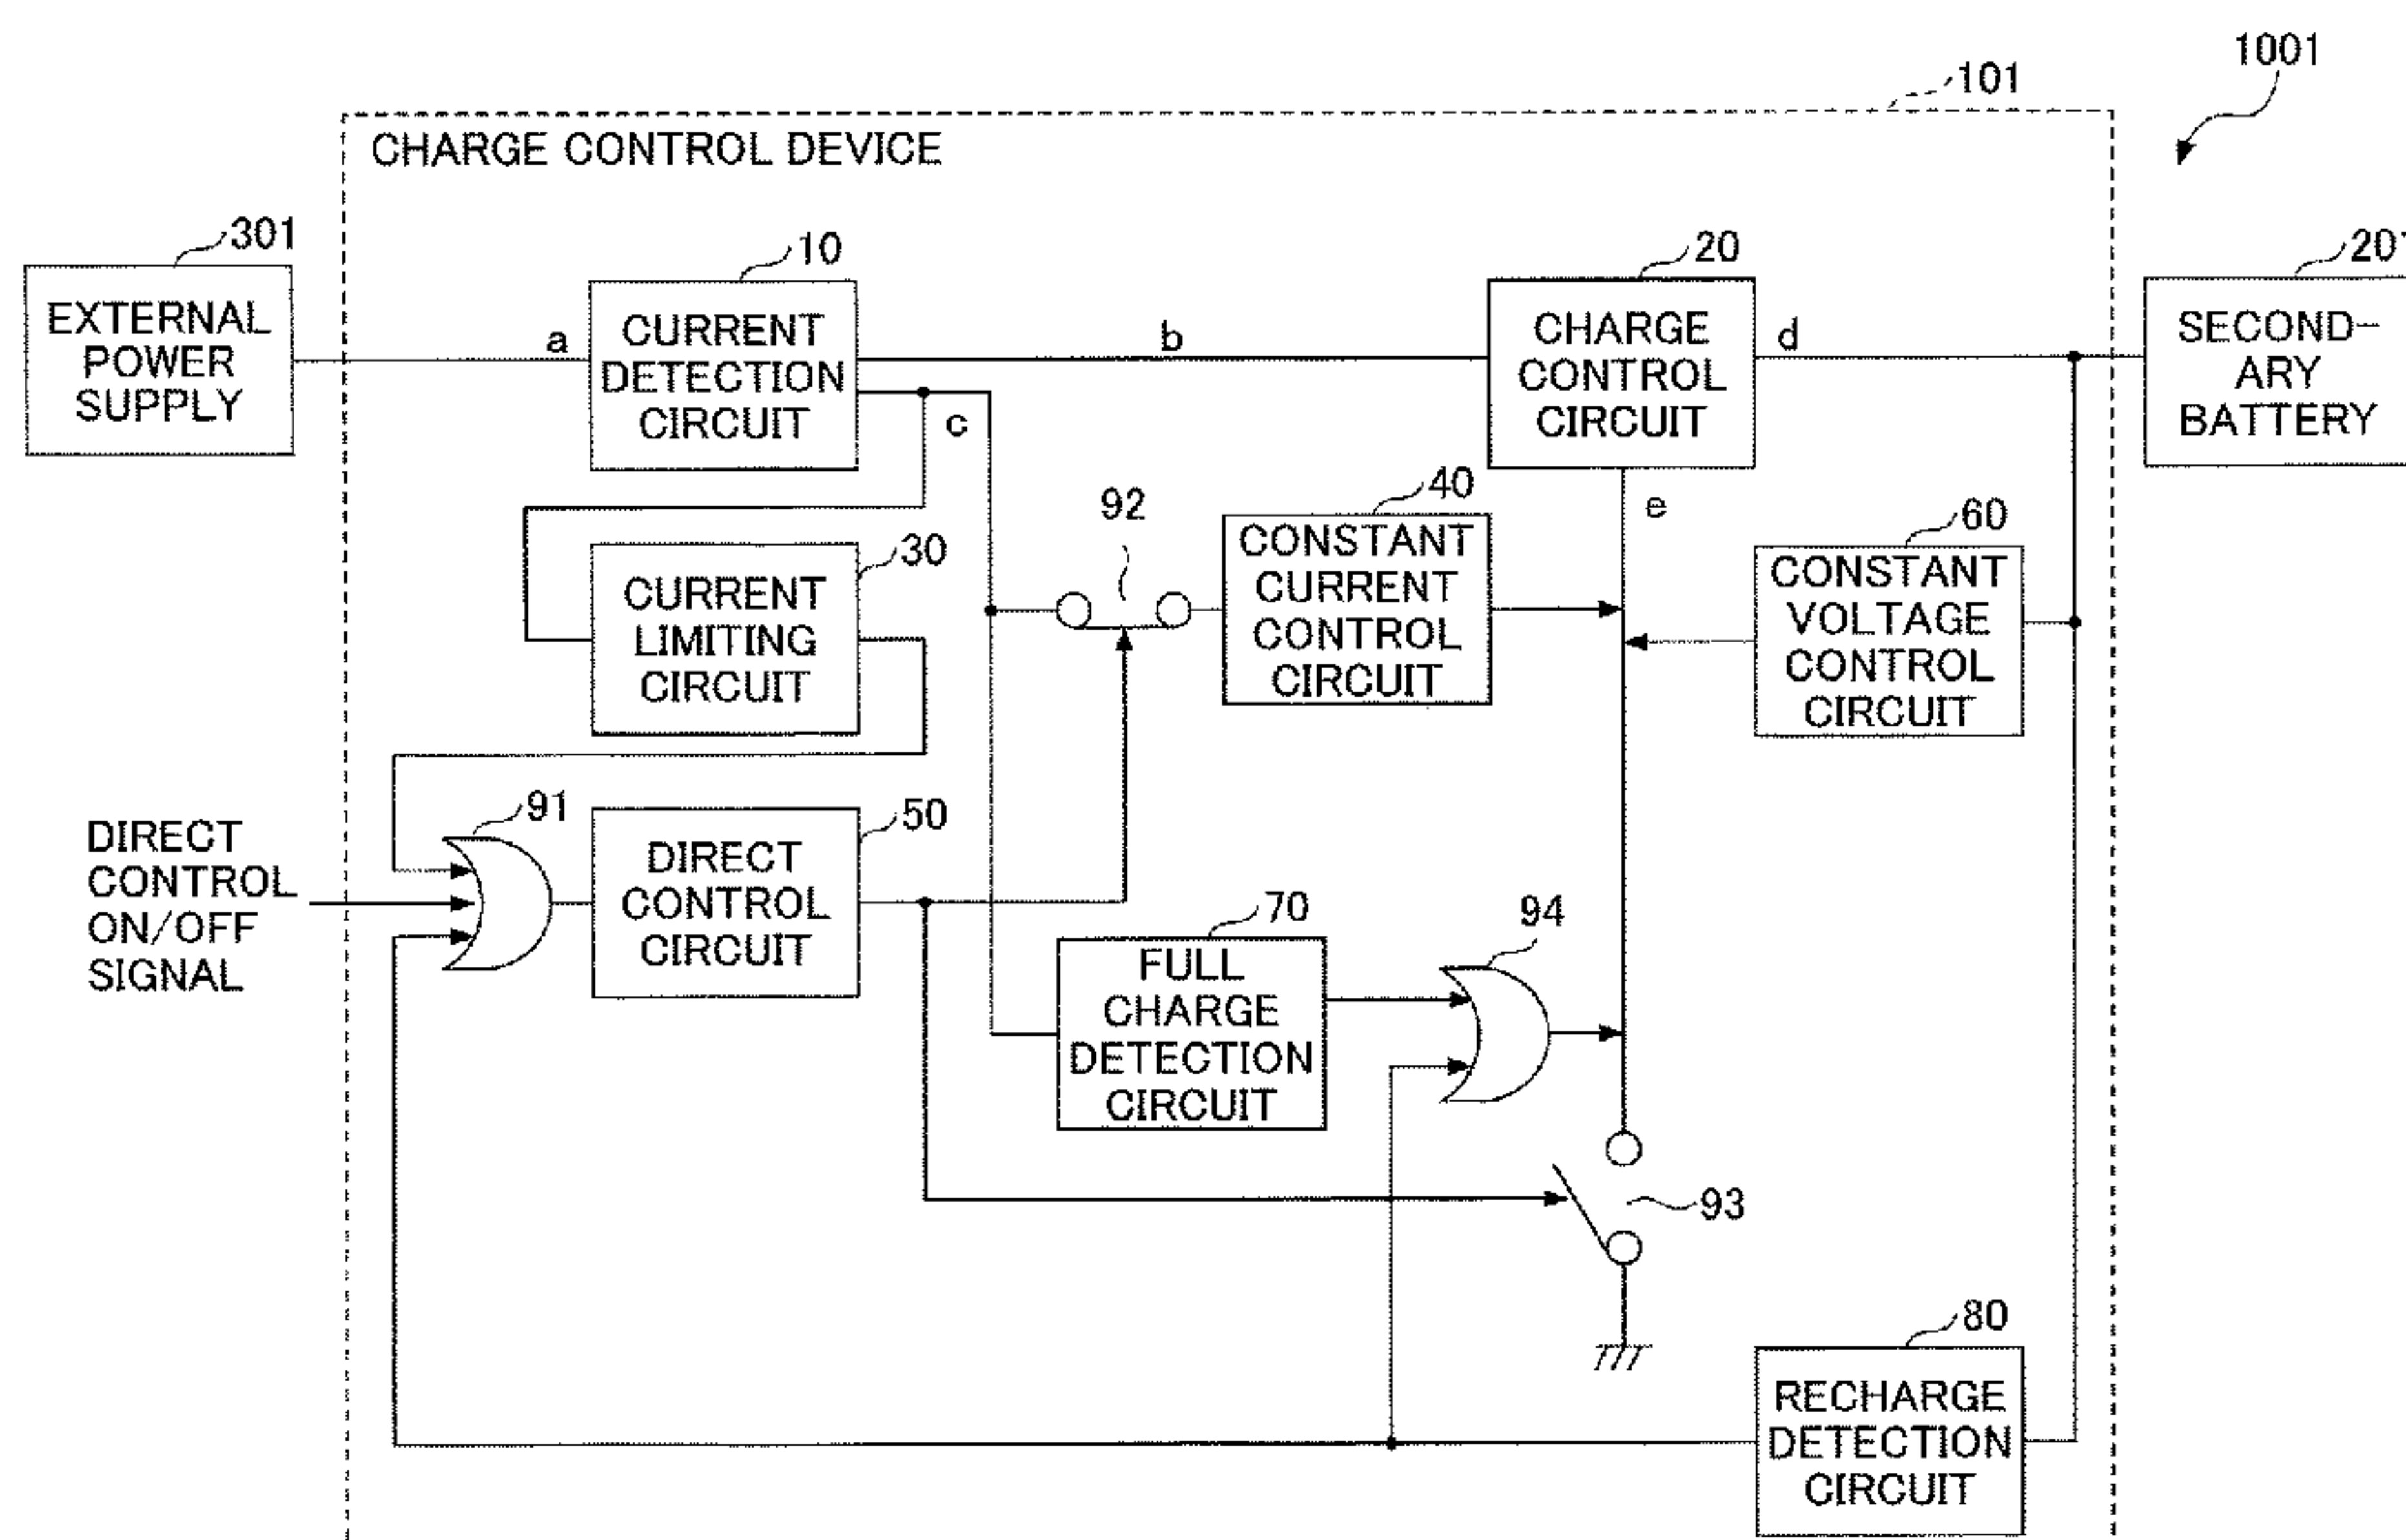 1001
101
CHARGE CONTROL DEVICE
301
10
20
201
EXTERNAL
POWER
SUPPLY
a
CURRENT
DETECTION
CIRCUIT
b
c
CHARGE
CONTROL
CIRCUIT
d
e
SECOND-
ARY
BATTERY
92
40
CONSTANT
CURRENT
CONTROL
CIRCUIT
60
CONSTANT
VOLTAGE
CONTROL
CIRCUIT
30
CURRENT
LIMITING
CIRCUIT
DIRECT
CONTROL
ON/OFF
SIGNAL
91
50
DIRECT
CONTROL
CIRCUIT
70
FULL
CHARGE
DETECTION
CIRCUIT
94
93
80
RECHARGE
DETECTION
CIRCUIT